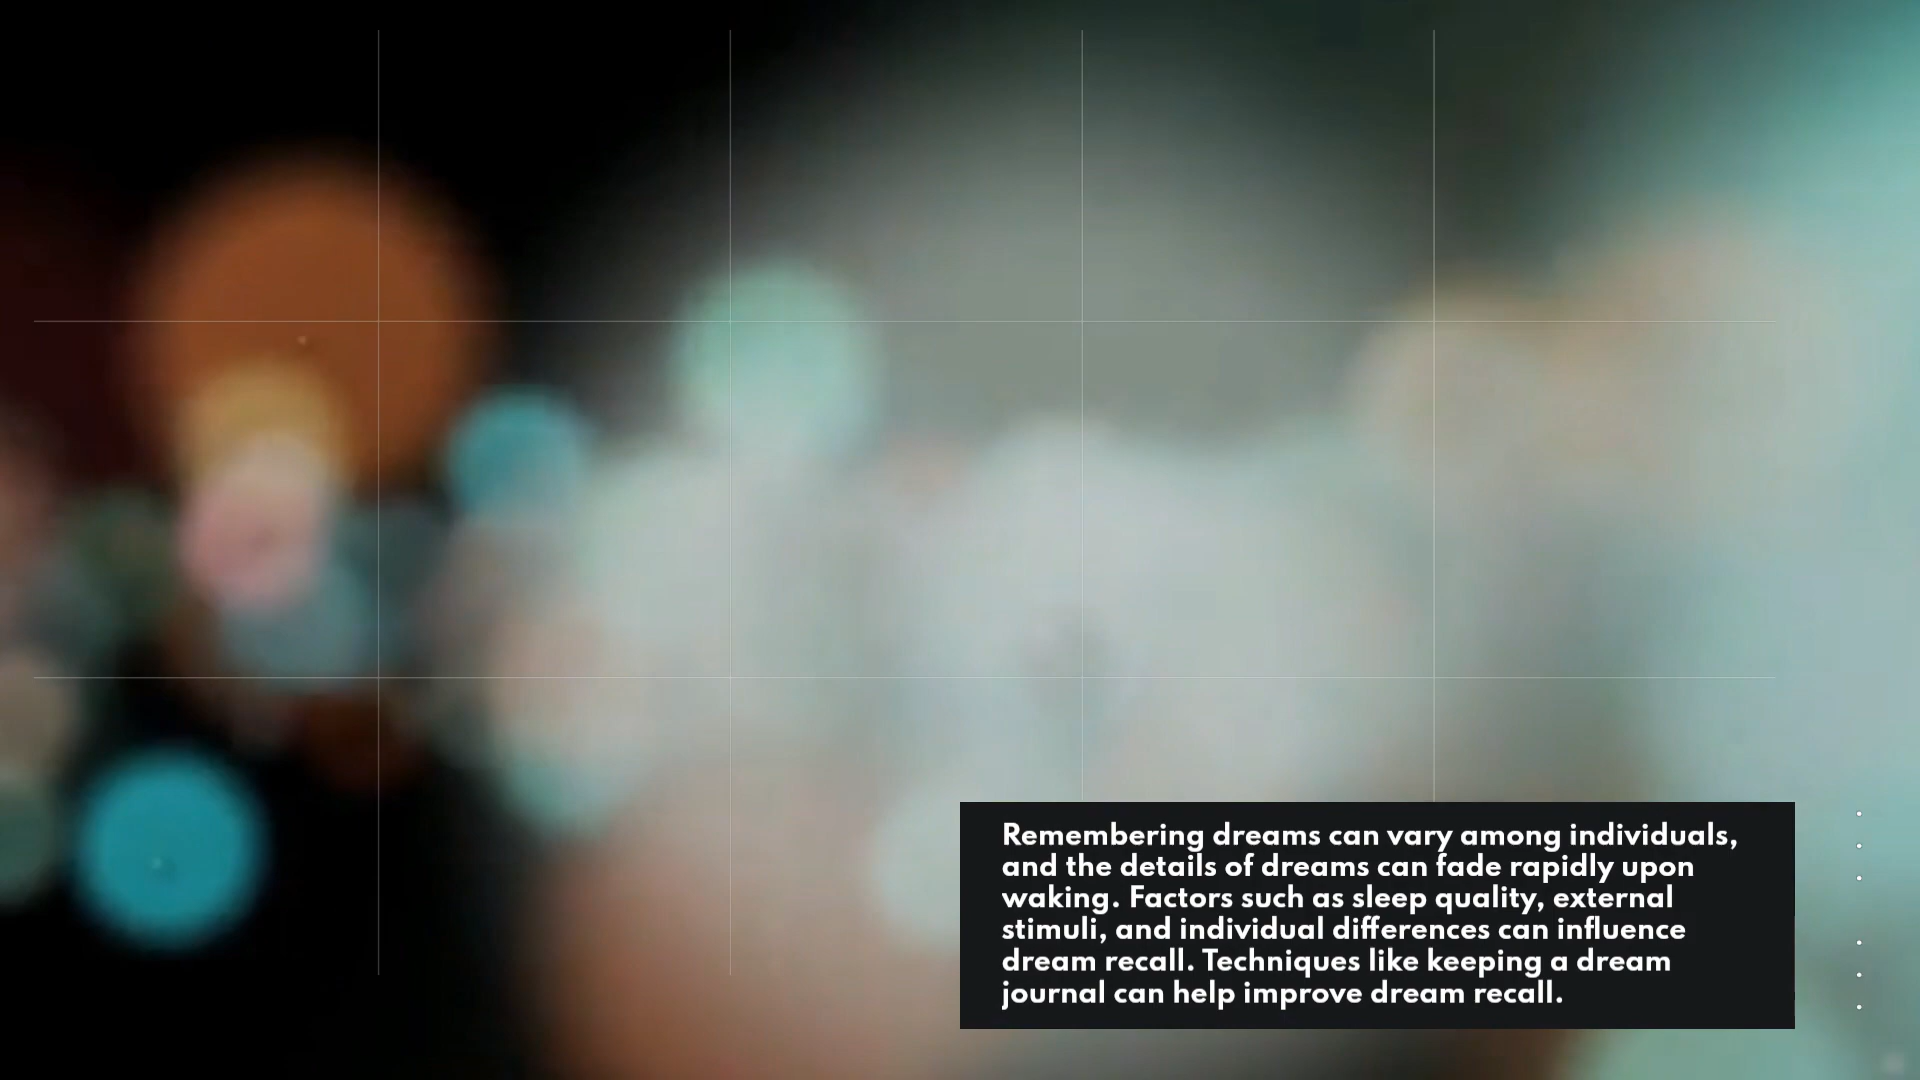 Remembering dreams can vary among individuals,
and the details of dreams can fade rapidly upon
waking. Factors such as sleep quality, external
stimuli, and individual differences can influence
dream recall. Techniques like keeping a dream
journal can help improve dream recall.